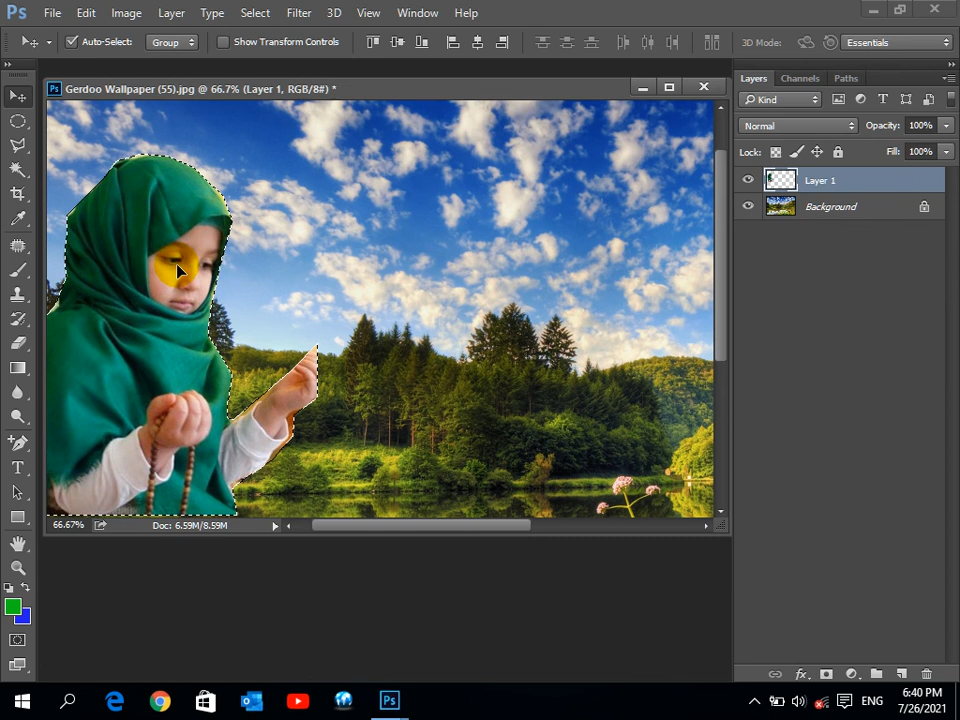 Ps File Edit Image Layer Type Select Filter 3D View Window Help
Auto-Select: Group Show Transform Controls 3D Mode: Essentials
Ps Gerdoo Wallpaper (55).jpg @ 66.7% (Layer 1, RGB/8#) *
Layers Channels Paths
Kind
Normal Opacity: 100%
Lock: Fill: 100%
Layer 1
Background
66.67% Doc: 6.59M/8.59M
fx
Ps ENG 6:40 PM
7/26/2021